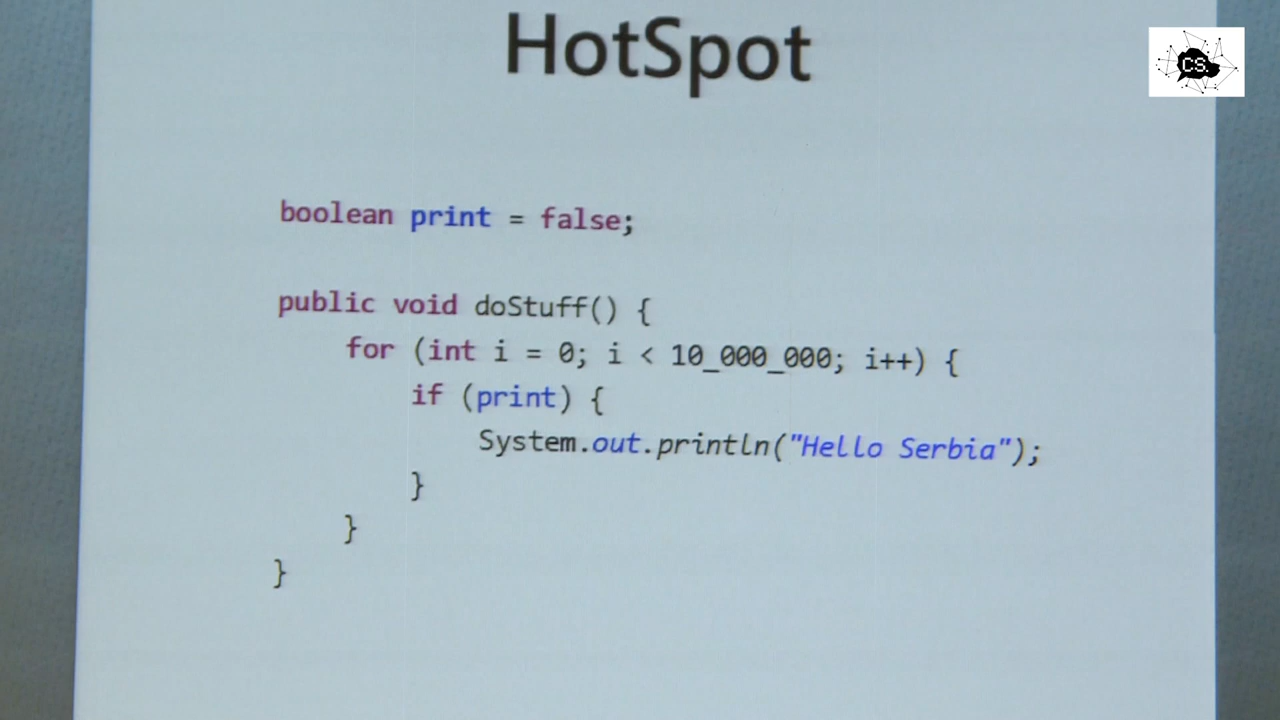 HotSpot
CS.
boolean print = false;
public void doStuff() {
for (int i = 0; i < 10_000_000; i++) {
if (print) {
System.out.println("Hello Serbia");
}
}
}